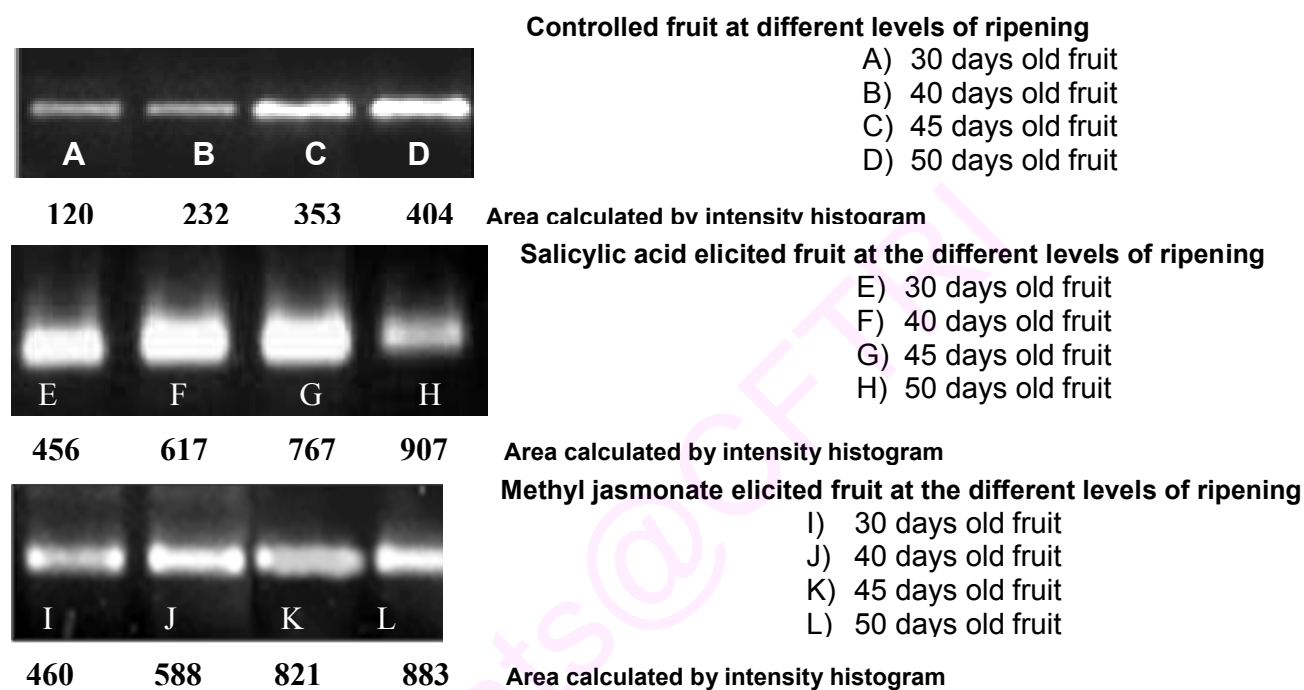 Controlled fruit at different levels of ripening
A) 30 days old fruit
B) 40 days old fruit
C) 45 days old fruit
D) 50 days old fruit
A B C D
120 232 353 404 Area calculated by intensity histogram
Salicylic acid elicited fruit at the different levels of ripening
E) 30 days old fruit
F) 40 days old fruit
G) 45 days old fruit
H) 50 days old fruit
E F G H
456 617 767 907 Area calculated by intensity histogram
Methyl jasmonate elicited fruit at the different levels of ripening
I) 30 days old fruit
J) 40 days old fruit
K) 45 days old fruit
L) 50 days old fruit
I J K L
460 588 821 883 Area calculated by intensity histogram
ts@CFTRI